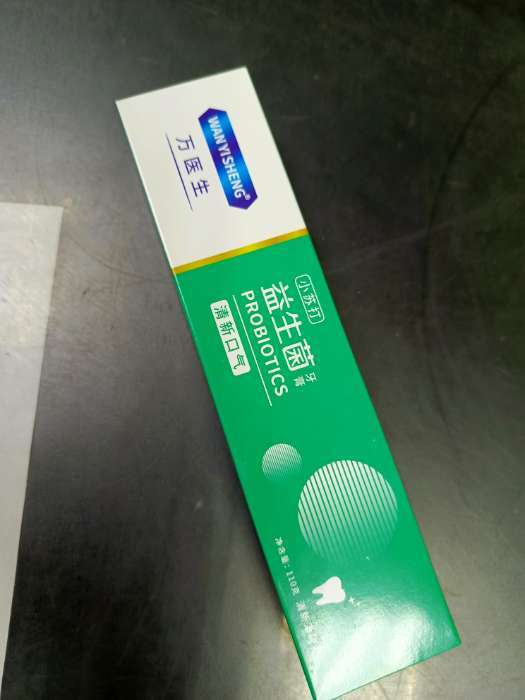 WANYISHENG®
万医生
小苏打
益生菌
牙膏
PROBIOTICS
清新口气
净含量:110克